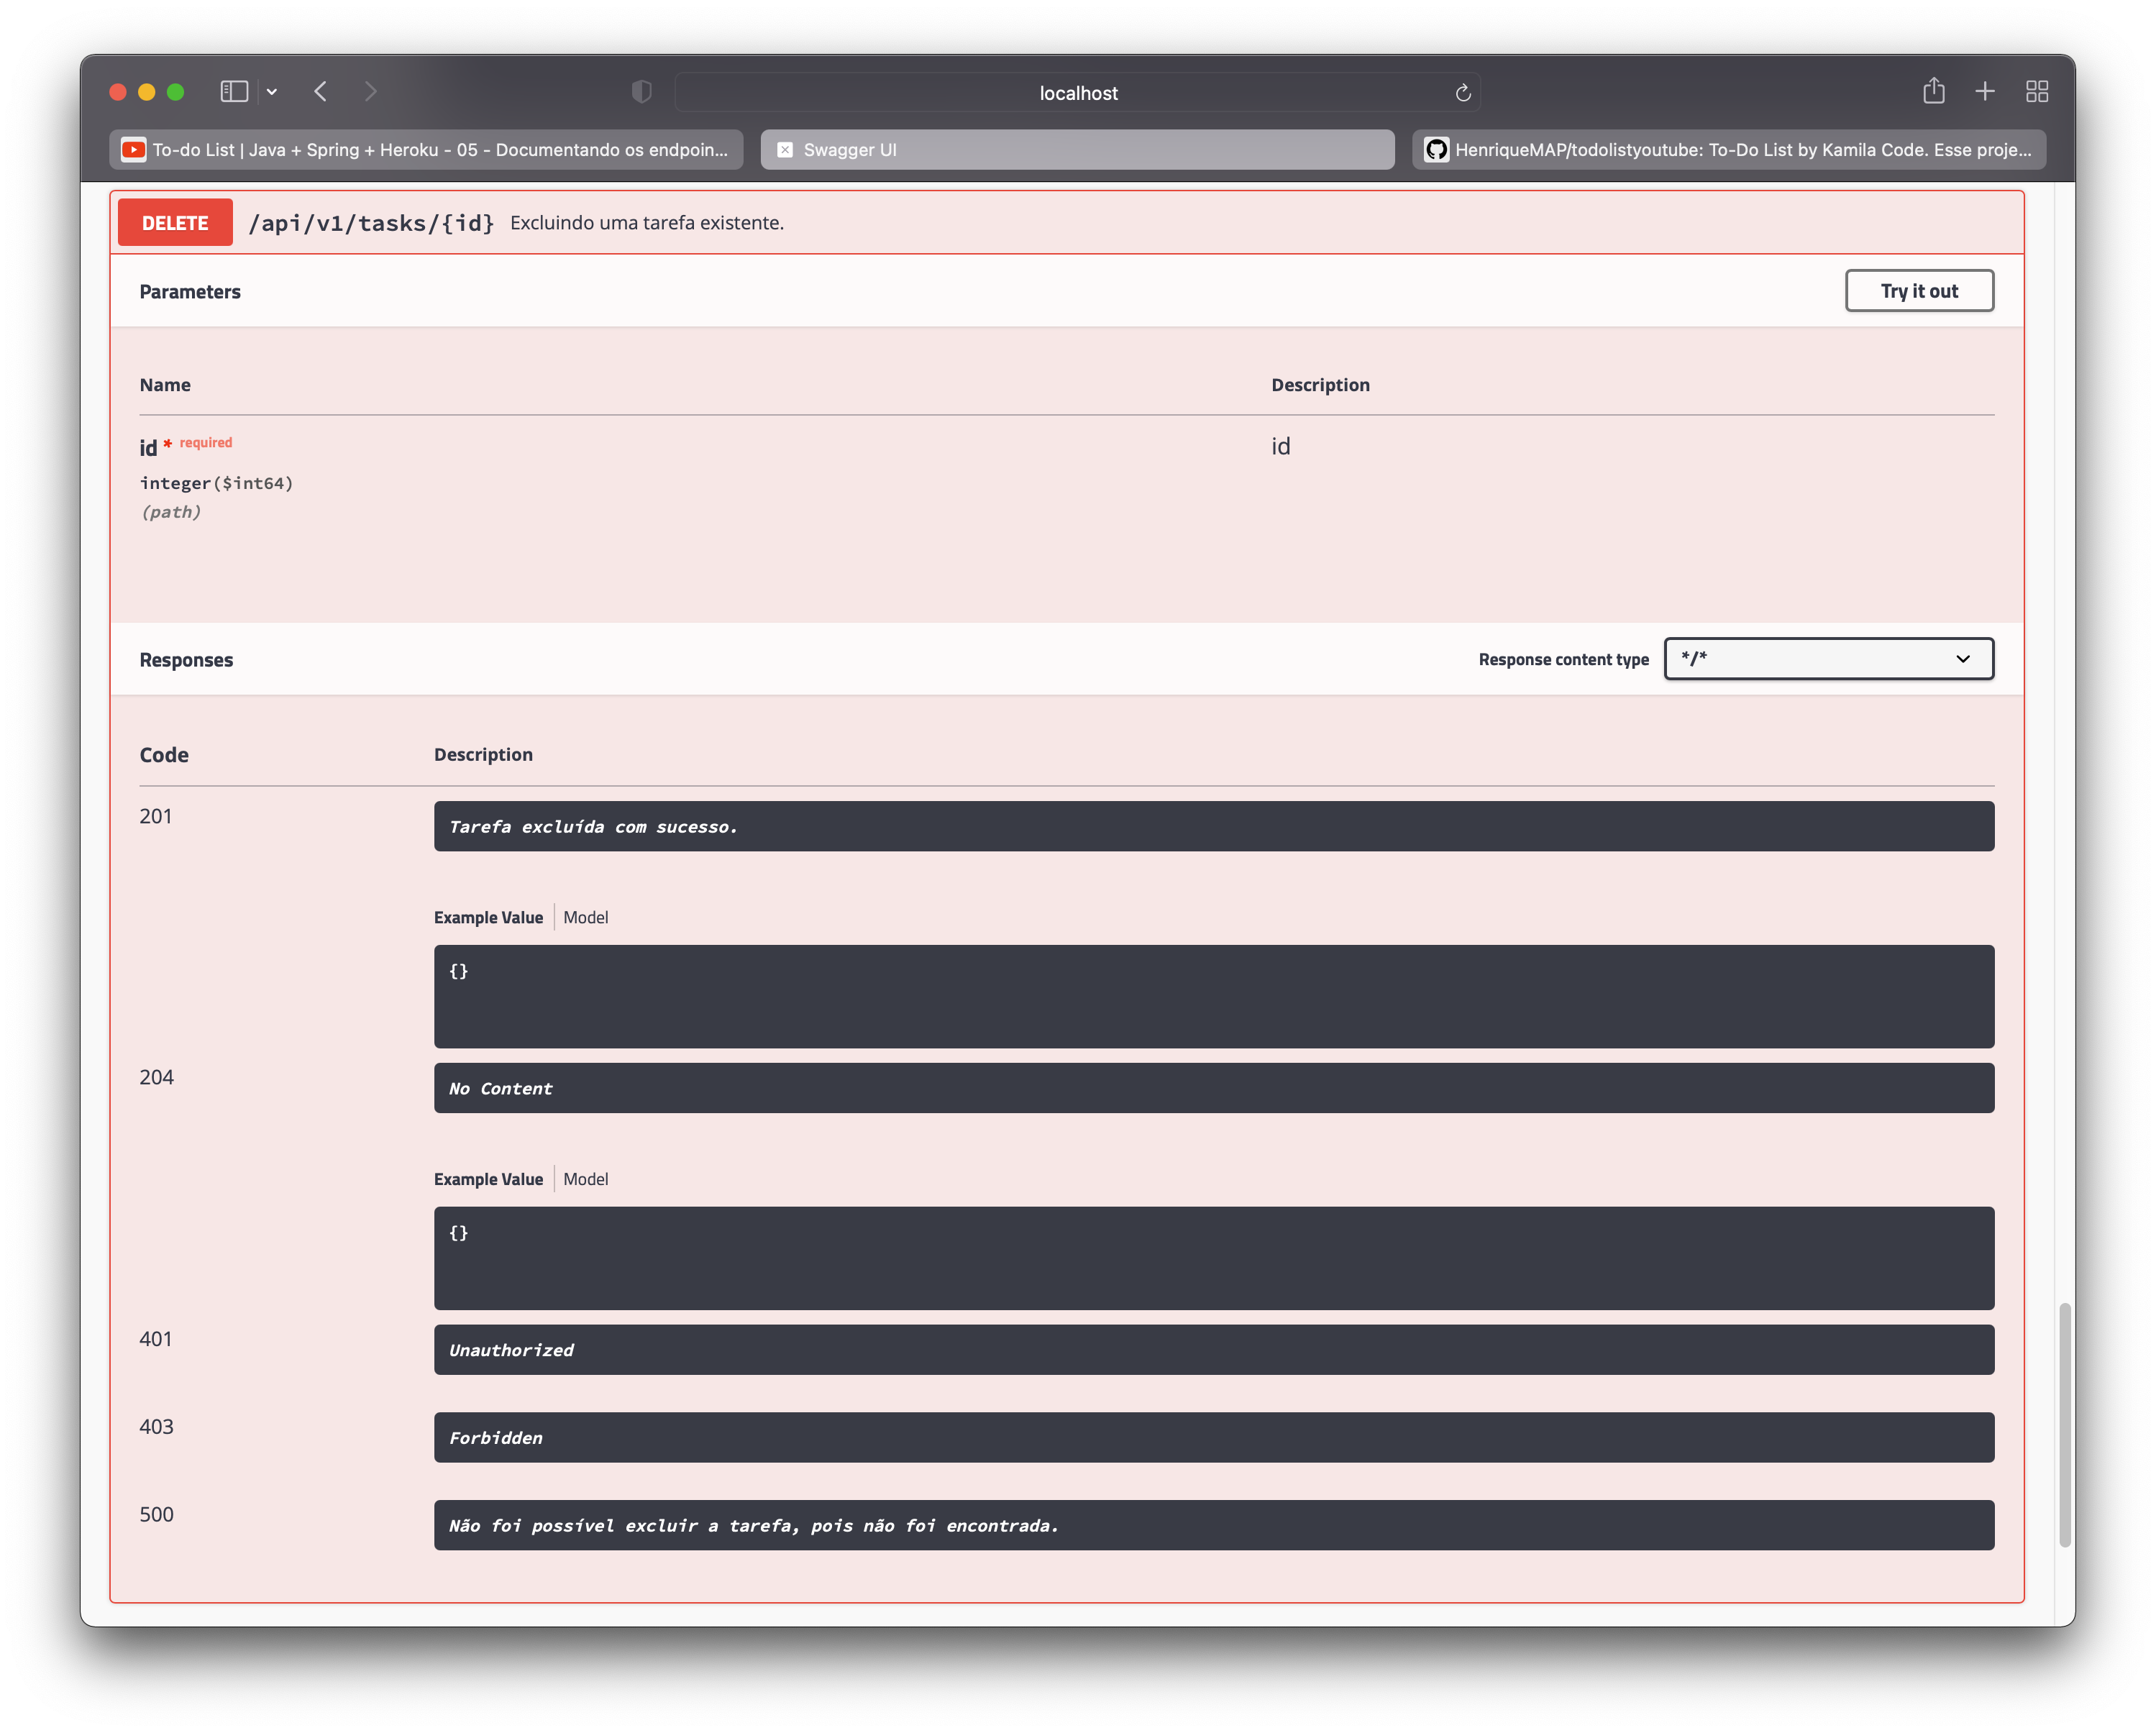 localhost
To-do List | Java + Spring + Heroku - 05 - Documentando os endpoin...
Swagger UI
HenriqueMAP/todolistyoutube: To-Do List by Kamila Code. Esse proje...
DELETE /api/v1/tasks/{id} Excluindo uma tarefa existente.
Parameters
Try it out
Name Description
id * required id
integer($int64)
(path)
Responses
Response content type */*
Code Description
201 Tarefa excluída com sucesso.
Example Value Model
{}
204 No Content
Example Value Model
{}
401 Unauthorized
403 Forbidden
500 Não foi possível excluir a tarefa, pois não foi encontrada.